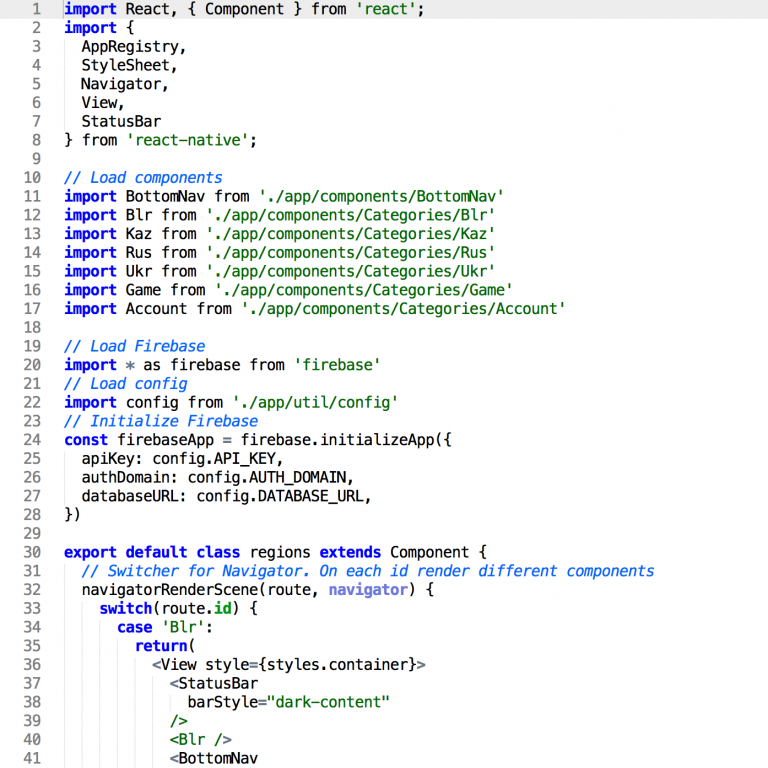 1 import React, { Component } from 'react';
2 import {
3   AppRegistry,
4   StyleSheet,
5   Navigator,
6   View,
7   StatusBar
8 } from 'react-native';
9
10 // Load components
11 import BottomNav from './app/components/BottomNav'
12 import Blr from './app/components/Categories/Blr'
13 import Kaz from './app/components/Categories/Kaz'
14 import Rus from './app/components/Categories/Rus'
15 import Ukr from './app/components/Categories/Ukr'
16 import Game from './app/components/Categories/Game'
17 import Account from './app/components/Categories/Account'
18
19 // Load Firebase
20 import * as firebase from 'firebase'
21 // Load config
22 import config from './app/util/config'
23 // Initialize Firebase
24 const firebaseApp = firebase.initializeApp({
25   apiKey: config.API_KEY,
26   authDomain: config.AUTH_DOMAIN,
27   databaseURL: config.DATABASE_URL,
28 })
29
30 export default class regions extends Component {
31   // Switcher for Navigator. On each id render different components
32   navigatorRenderScene(route, navigator) {
33     switch(route.id) {
34       case 'Blr':
35         return(
36           <View style={styles.container}>
37             <StatusBar
38               barStyle="dark-content"
39             />
40             <Blr />
41             <BottomNav